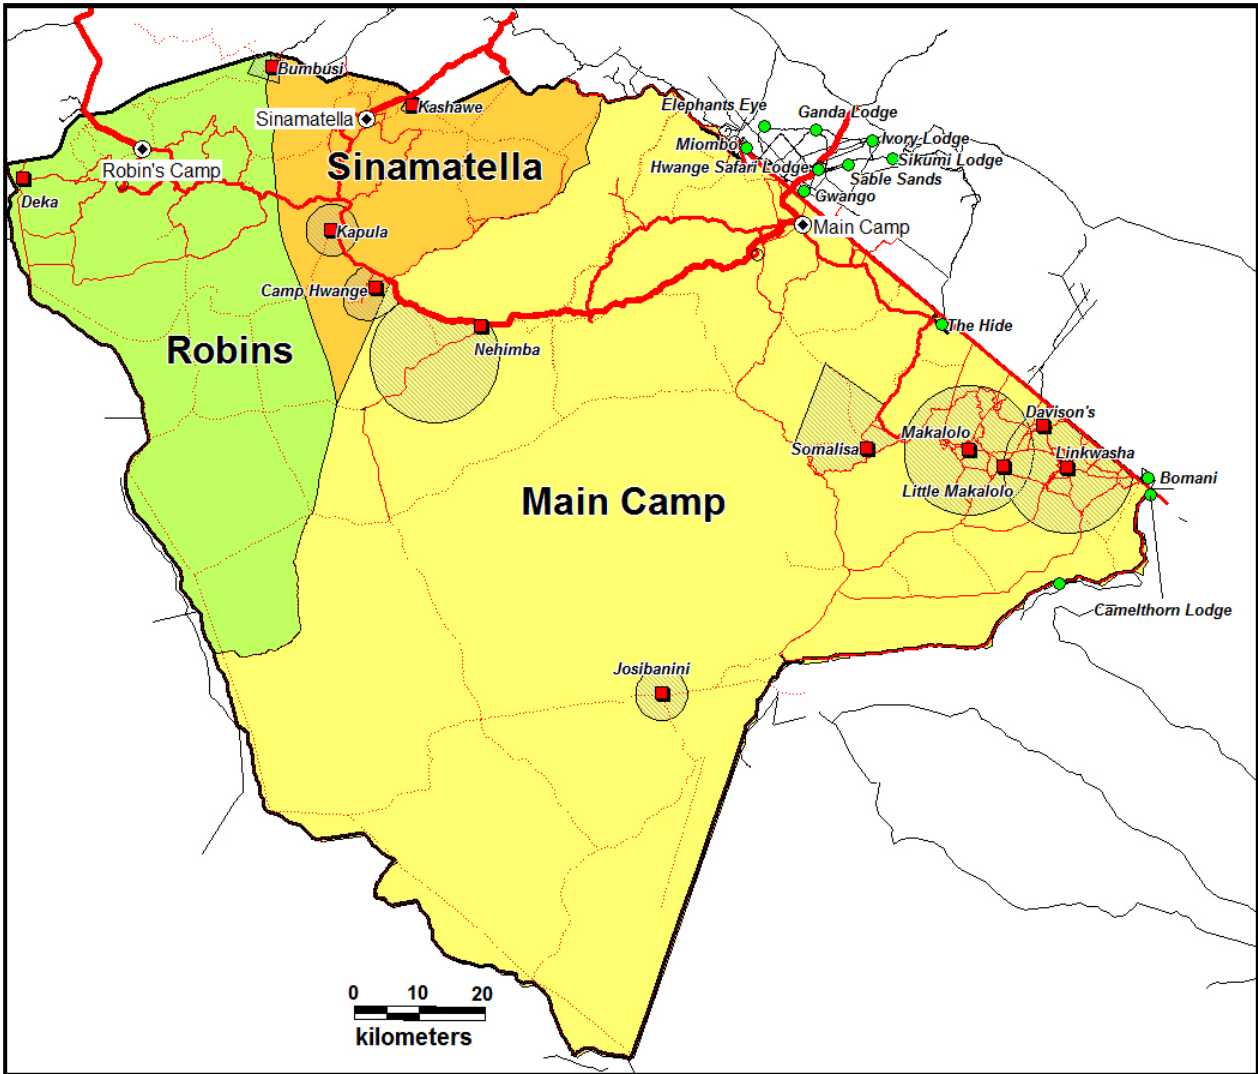 Bumbusi
Elephants Eye
Ganda Lodge
Kashawe
Sinamatella
Miombo
Ivory Lodge
Robin's Camp
Sinamatella
Hwange Safari Lodge
Sikumi Lodge
Sable Sands
Deka
Gwango
Kapula
Main Camp
Camp Hwange
The Hide
Robins
Nehimba
Davison's
Makalolo
Somalisa
Linkwasha
Bomani
Little Makalolo
Main Camp
Camelthorn Lodge
Josibanini
0 10 20
kilometers